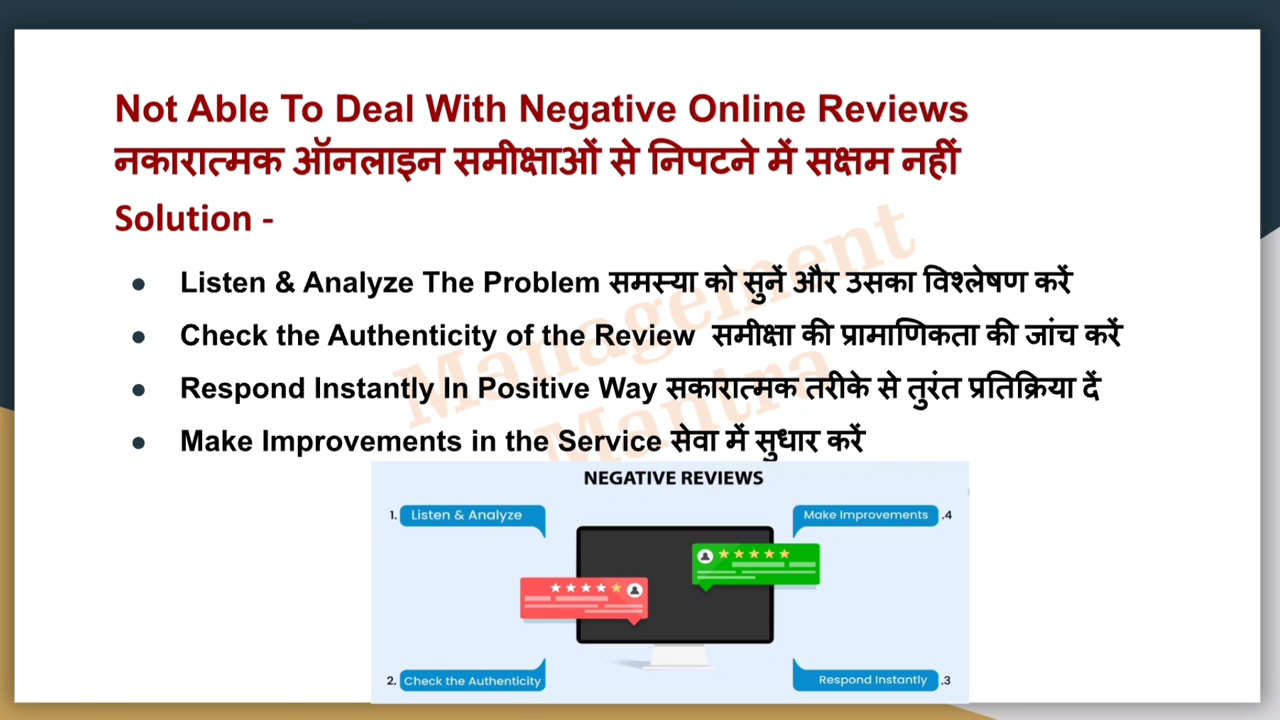 Not Able To Deal With Negative Online Reviews
नकारात्मक ऑनलाइन समीक्षाओं से निपटने में सक्षम नहीं
Solution -
● Listen & Analyze The Problem समस्या को सुनें और उसका विश्लेषण करें
● Check the Authenticity of the Review समीक्षा की प्रामाणिकता की जांच करें
● Respond Instantly In Positive Way सकारात्मक तरीके से तुरंत प्रतिक्रिया दें
● Make Improvements in the Service सेवा में सुधार करें
Management
Mantra
NEGATIVE REVIEWS
1. Listen & Analyze
Make Improvements .4
2. Check the Authenticity
Respond Instantly .3